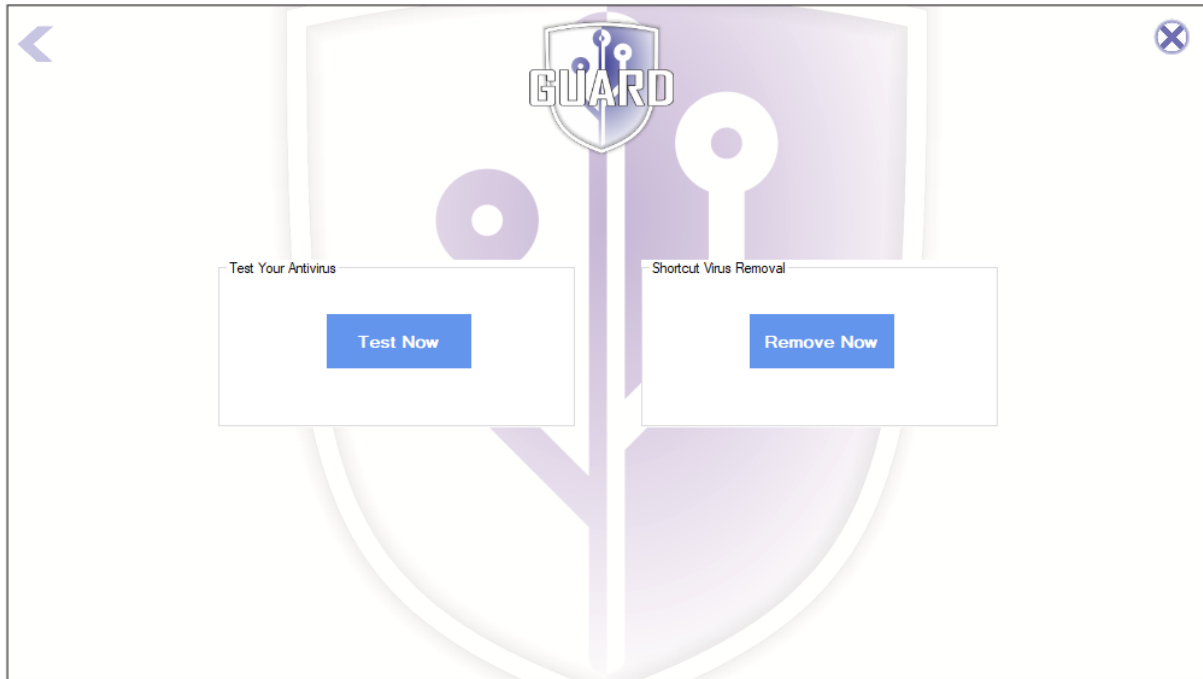 GUARD
Test Your Antivirus
Shortcut Virus Removal
Test Now
Remove Now